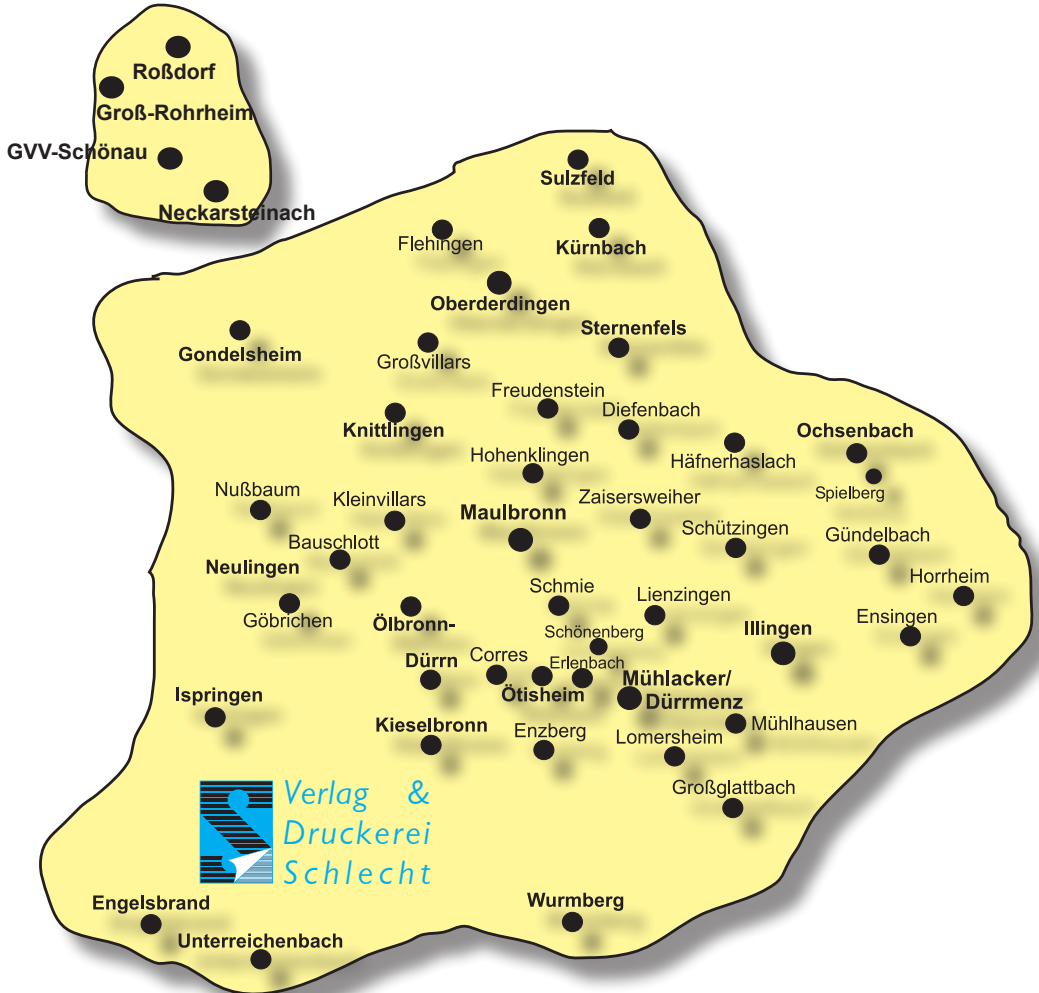 Roßdorf
Groß-Rohrheim
GVV-Schönau
Neckarsteinach
Sulzfeld
Flehingen
Kürnbach
Oberderdingen
Sternenfels
Gondelsheim
Großvillars
Freudenstein
Diefenbach
Knittlingen
Ochsenbach
Hohenklingen
Häfnerhaslach
Nußbaum
Kleinvillars
Zaisersweiher
Spielberg
Maulbronn
Schützingen
Gündelbach
Bauschlott
Neulingen
Horrheim
Schmie
Lienzingen
Göbrichen
Ölbronn-
Dürrn
Ensingen
Schönenberg
Illingen
Corres
Erlenbach
Ötisheim
Mühlacker/
Dürrmenz
Ispringen
Kieselbronn
Enzberg
Lomersheim
Mühlhausen
Großglattbach
Verlag &
Druckerei
Schlecht
Engelsbrand
Wurmberg
Unterreichenbach